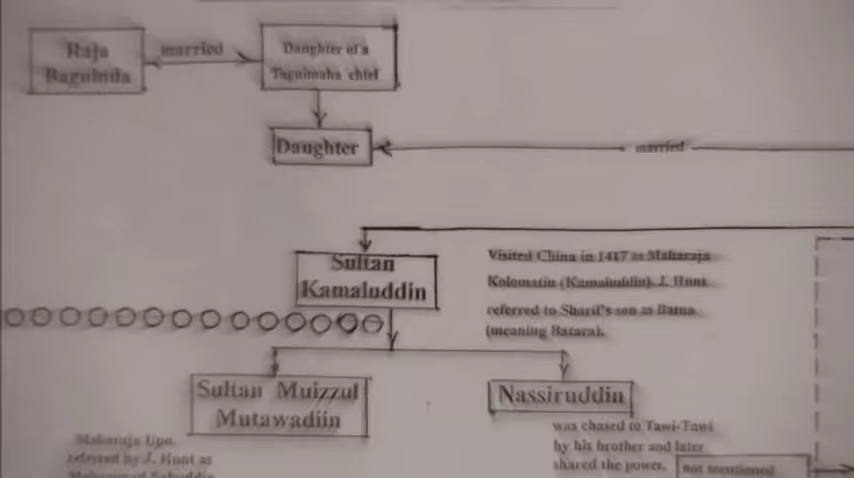 Raja
Baguinda
married
Daughter of a
Tagimaha chief
Daughter
married
Sultan
Kamaluddin
Visited China in 1417 as Maharaja
Kolomatin (Kamaluddin). J. Hunt
referred to Sharif's son as Batua
(meaning Batara).
Sultan Muizzul
Mutawadiin
Nassiruddin
Maharaja Upo.
referred by J. Hunt as
was chased to Tawi-Tawi
by his brother and later
shared the power.
not mentioned